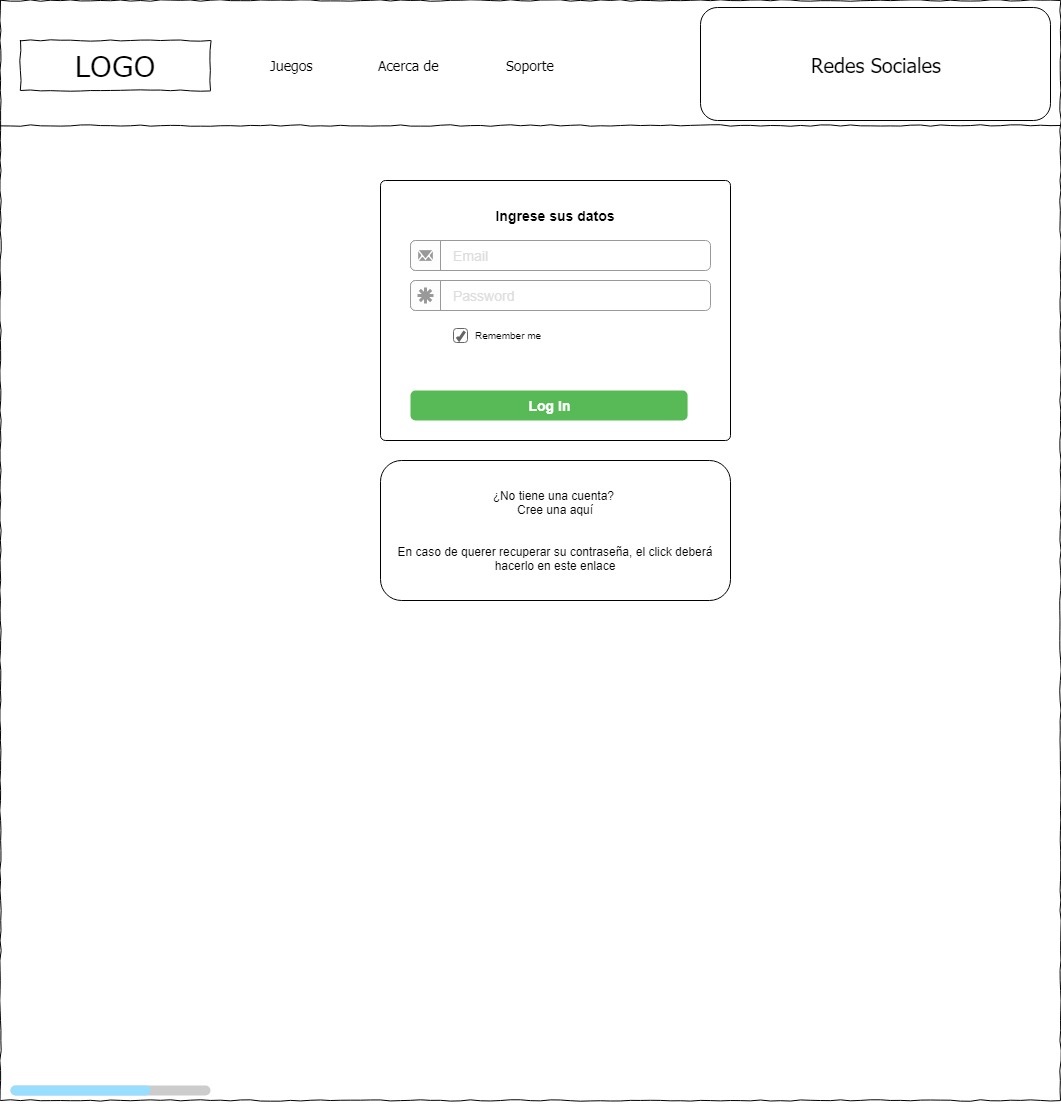 LOGO
Juegos
Acerca de
Soporte
Redes Sociales
Ingrese sus datos
Email
Password
Remember me
Log In
¿No tiene una cuenta?
Cree una aquí
En caso de querer recuperar su contraseña, el click deberá
hacerlo en este enlace